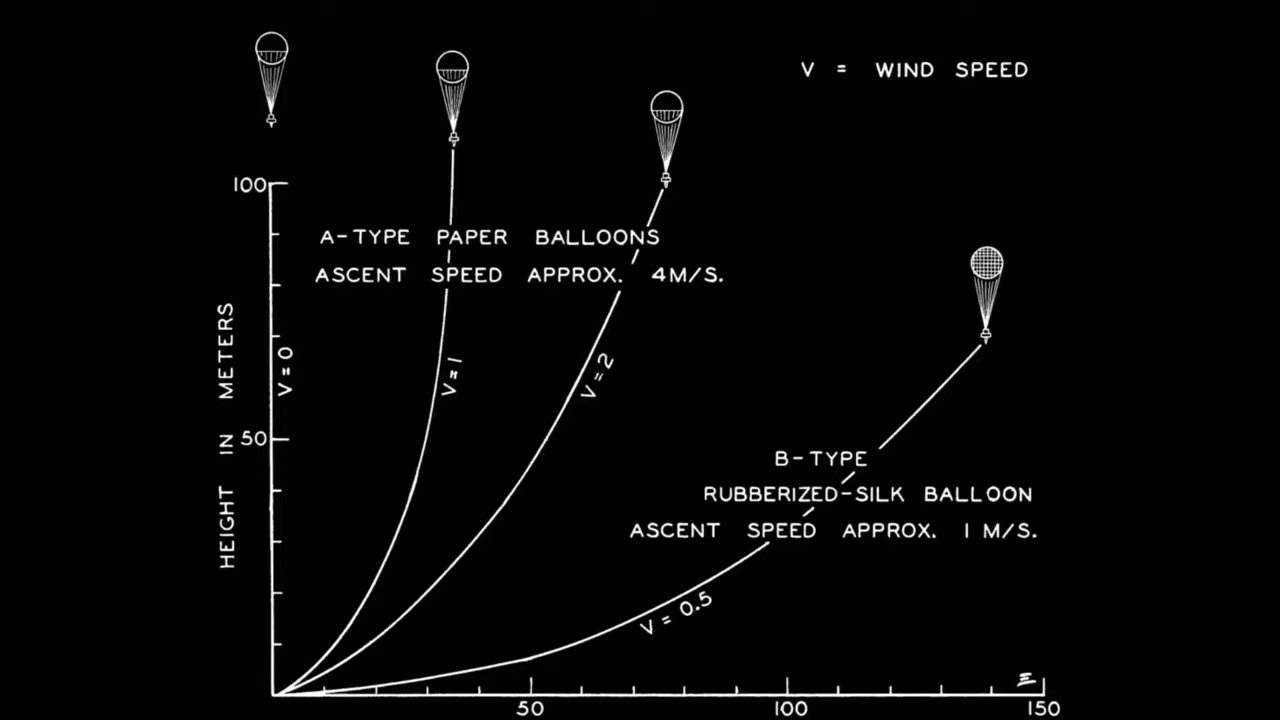 V = WIND SPEED
100
A-TYPE PAPER BALLOONS
ASCENT SPEED APPROX. 4M/S.
HEIGHT IN METERS
V=0
V=1
V=2
50
B-TYPE
RUBBERIZED-SILK BALLOON
ASCENT SPEED APPROX. 1 M/S.
V = 0.5
50
100
150